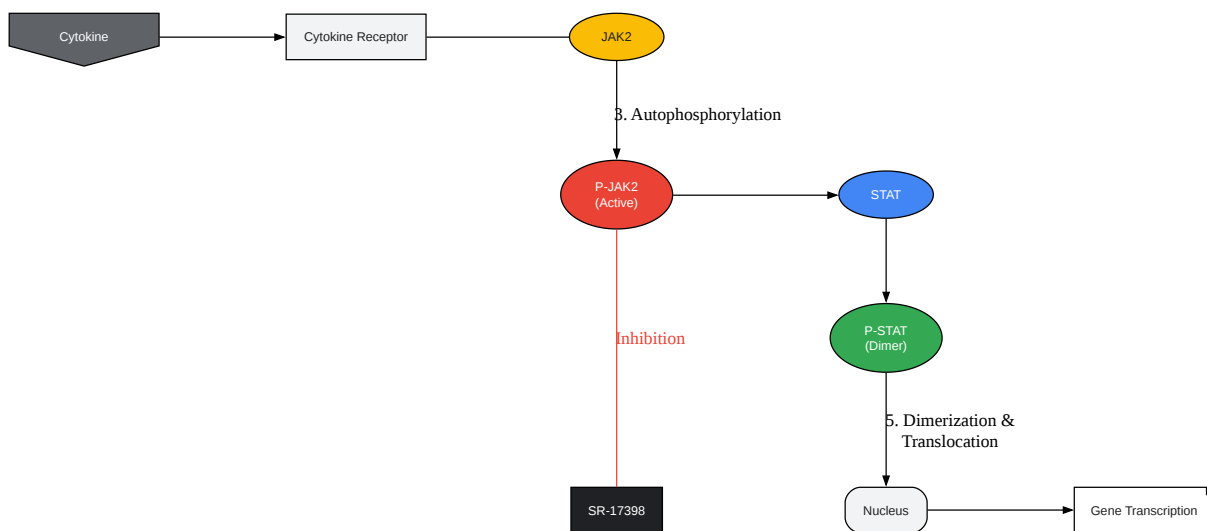 Cytokine
Cytokine Receptor
JAK2
3. Autophosphorylation
P-JAK2
(Active)
STAT
Inhibition
P-STAT
(Dimer)
5. Dimerization &
Translocation
SR-17398
Nucleus
Gene Transcription